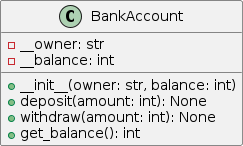 C BankAccount
__owner: str
__balance: int
__init__(owner: str, balance: int)
deposit(amount: int): None
withdraw(amount: int): None
get_balance(): int